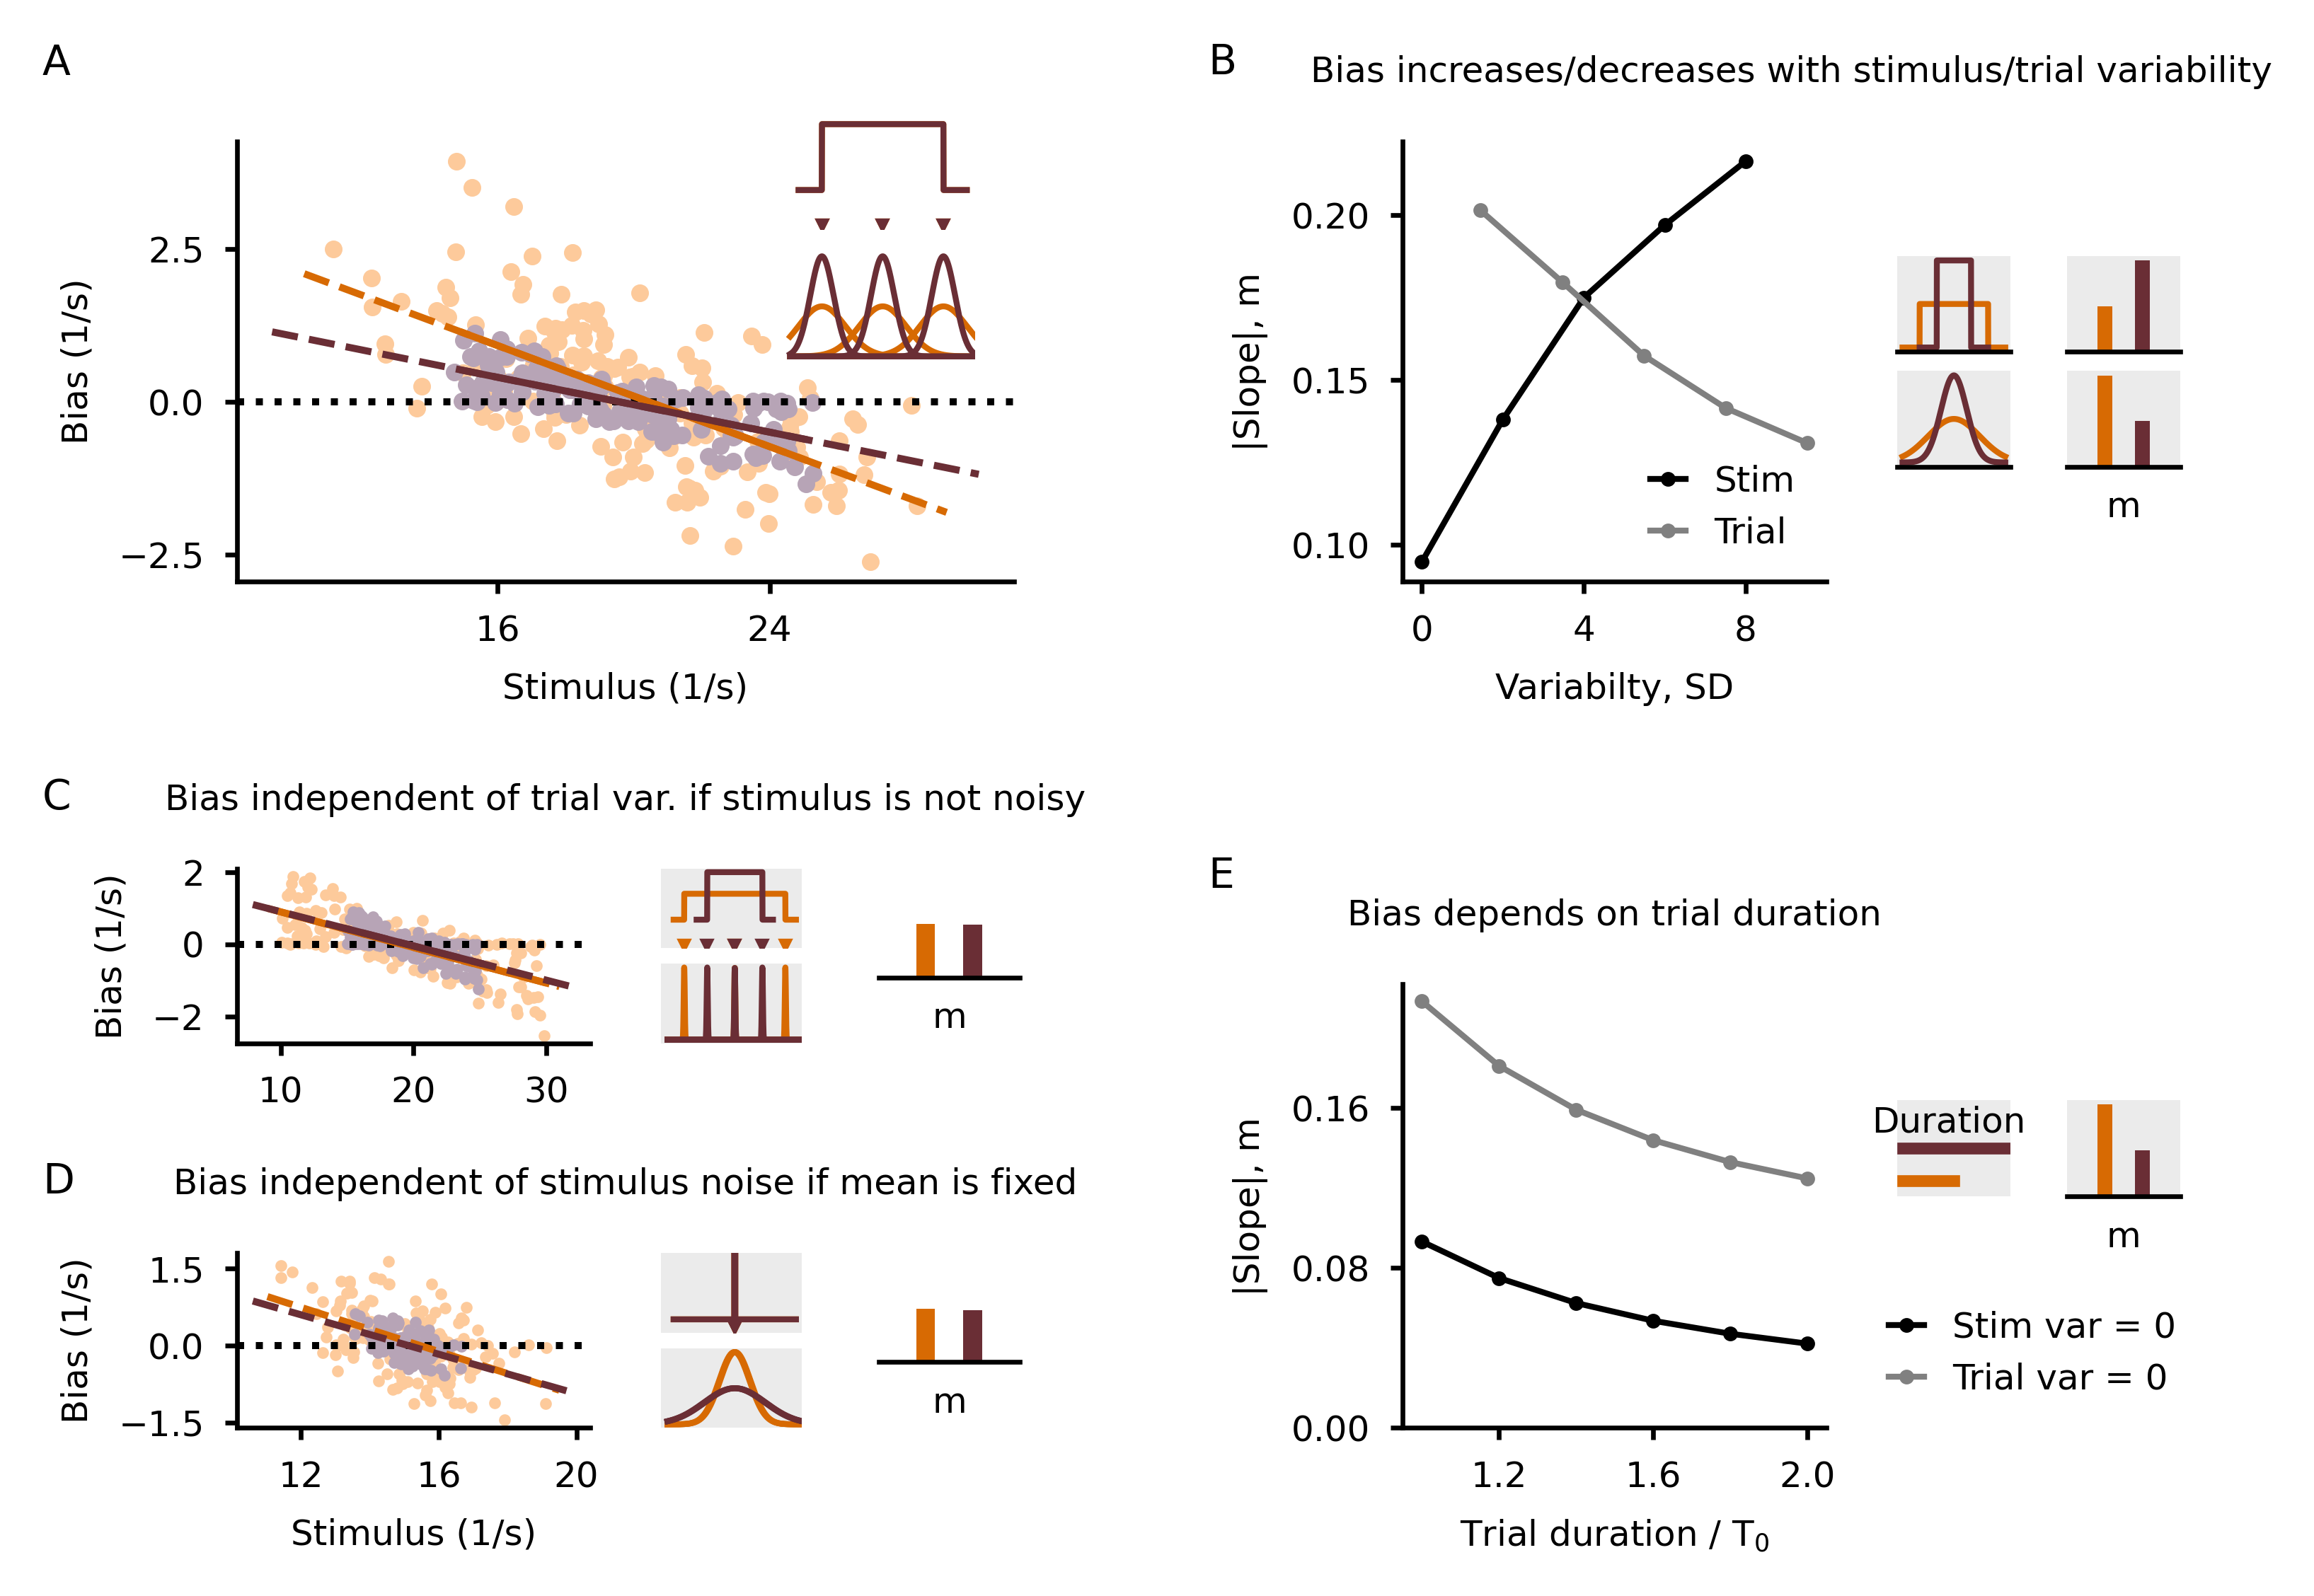 A
Bias (1/s)
2.5
0.0
−2.5
16
24
Stimulus (1/s)
B
Bias increases/decreases with stimulus/trial variability
|Slope|, m
0.20
0.15
0.10
Stim
Trial
0
4
8
Variabilty, SD
m
C
Bias independent of trial var. if stimulus is not noisy
Bias (1/s)
2
0
−2
10
20
30
m
D
Bias independent of stimulus noise if mean is fixed
Bias (1/s)
1.5
0.0
−1.5
12
16
20
Stimulus (1/s)
m
E
Bias depends on trial duration
|Slope|, m
0.16
0.08
0.00
1.2
1.6
2.0
Trial duration / T₀
Duration
m
Stim var = 0
Trial var = 0